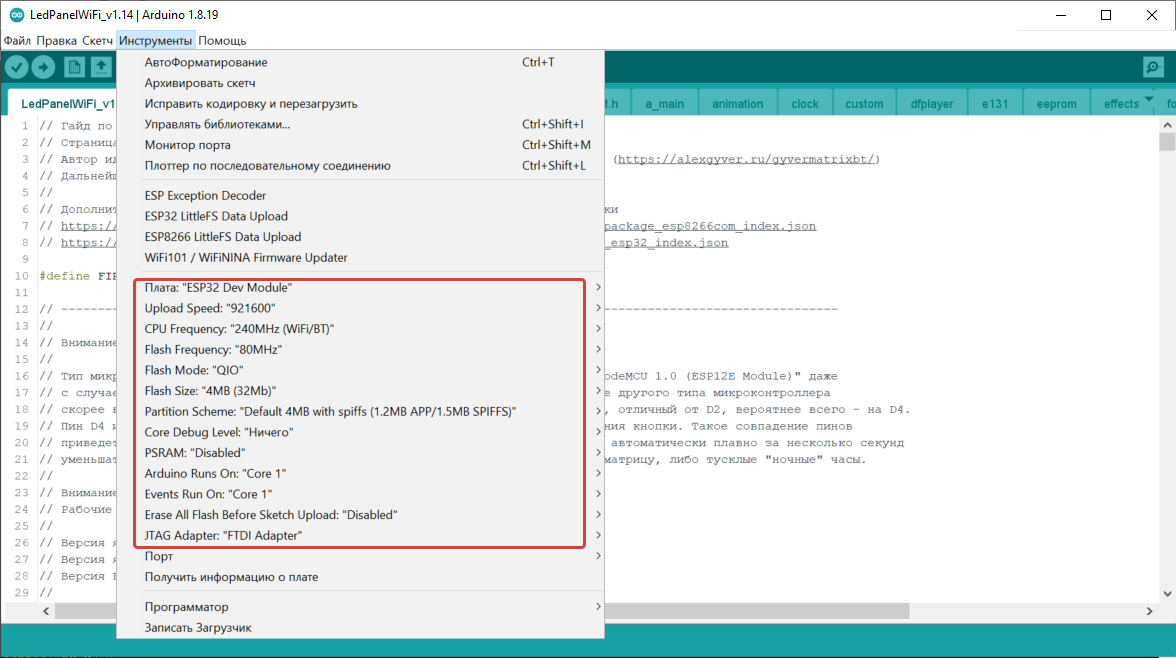 LedPanelWiFi_v1.14 | Arduino 1.8.19
Файл Правка Скетч Инструменты Помощь
АвтоФорматирование Ctrl+T
Архивировать скетч
Исправить кодировку и перезагрузить
Управлять библиотеками... Ctrl+Shift+I
Монитор порта Ctrl+Shift+M
Плоттер по последовательному соединению Ctrl+Shift+L
ESP Exception Decoder
ESP32 LittleFS Data Upload
ESP8266 LittleFS Data Upload
WiFi101 / WiFiNINA Firmware Updater
Плата: "ESP32 Dev Module"
Upload Speed: "921600"
CPU Frequency: "240MHz (WiFi/BT)"
Flash Frequency: "80MHz"
Flash Mode: "QIO"
Flash Size: "4MB (32Mb)"
Partition Scheme: "Default 4MB with spiffs (1.2MB APP/1.5MB SPIFFS)"
Core Debug Level: "Ничего"
PSRAM: "Disabled"
Arduino Runs On: "Core 1"
Events Run On: "Core 1"
Erase All Flash Before Sketch Upload: "Disabled"
JTAG Adapter: "FTDI Adapter"
Порт
Получить информацию о плате
Программатор
Записать Загрузчик
LedPanelWiFi_v1 t.h a_main animation clock custom dfplayer e131 eeprom effects fo
1 // Гайд по
2 // Страница
3 // Автор ид (https://alexgyver.ru/gyvermatrixbt/)
4 // Дальнейш
5 //
6 // Дополнит ки
7 // https:// package_esp8266com_index.json
8 // https:// _esp32_index.json
9
10 #define FIR
11
12 // --------------------------------
13 //
14 // Внимание
15 //
16 // Тип микр odeMCU 1.0 (ESP12E Module)" даже
17 // с случае е другого типа микроконтроллера
18 // скорее в , отличный от D2, вероятнее всего - на D4.
19 // Пин D4 и ния кнопки. Такое совпадение пинов
20 // приведет автоматически плавно за несколько секунд
21 // уменьшат матрицу, либо тусклые "ночные" часы.
22 //
23 // Внимание
24 // Рабочие
25 //
26 // Версия я
27 // Версия я
28 // Версия
29 //